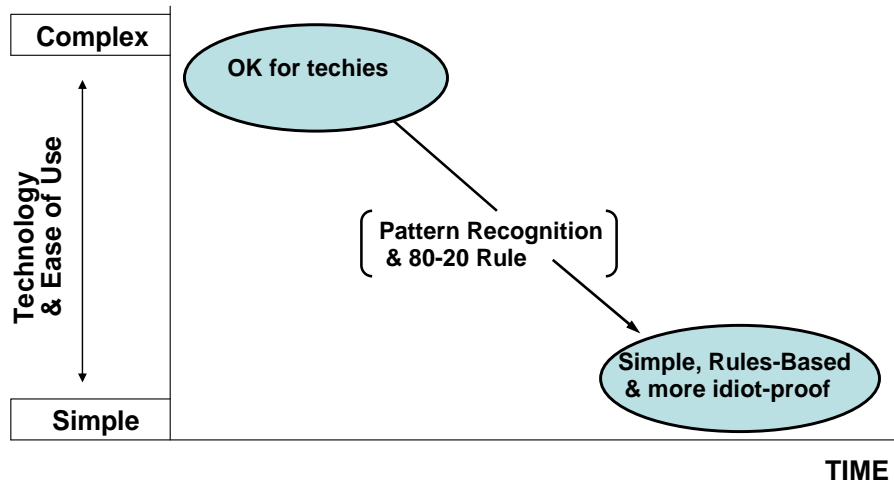 Complex
OK for techies
Technology
& Ease of Use
Pattern Recognition
& 80-20 Rule
Simple, Rules-Based
& more idiot-proof
Simple
TIME